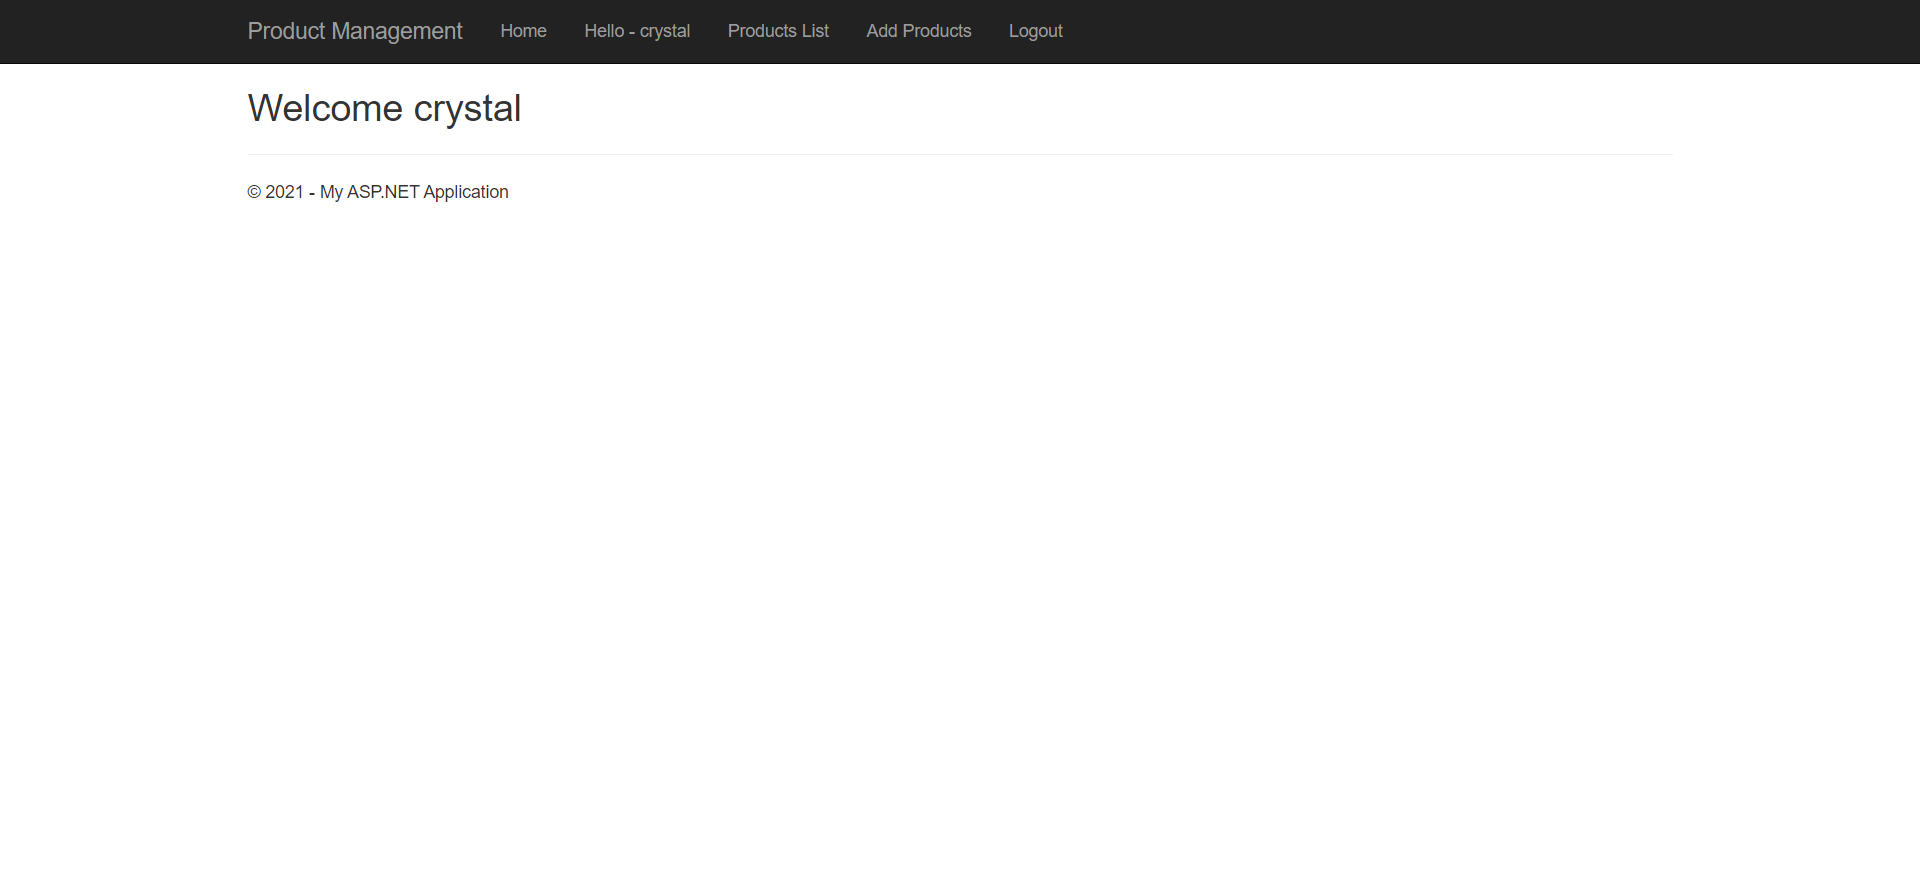 Product Management Home Hello - crystal Products List Add Products Logout
Welcome crystal
© 2021 - My ASP.NET Application